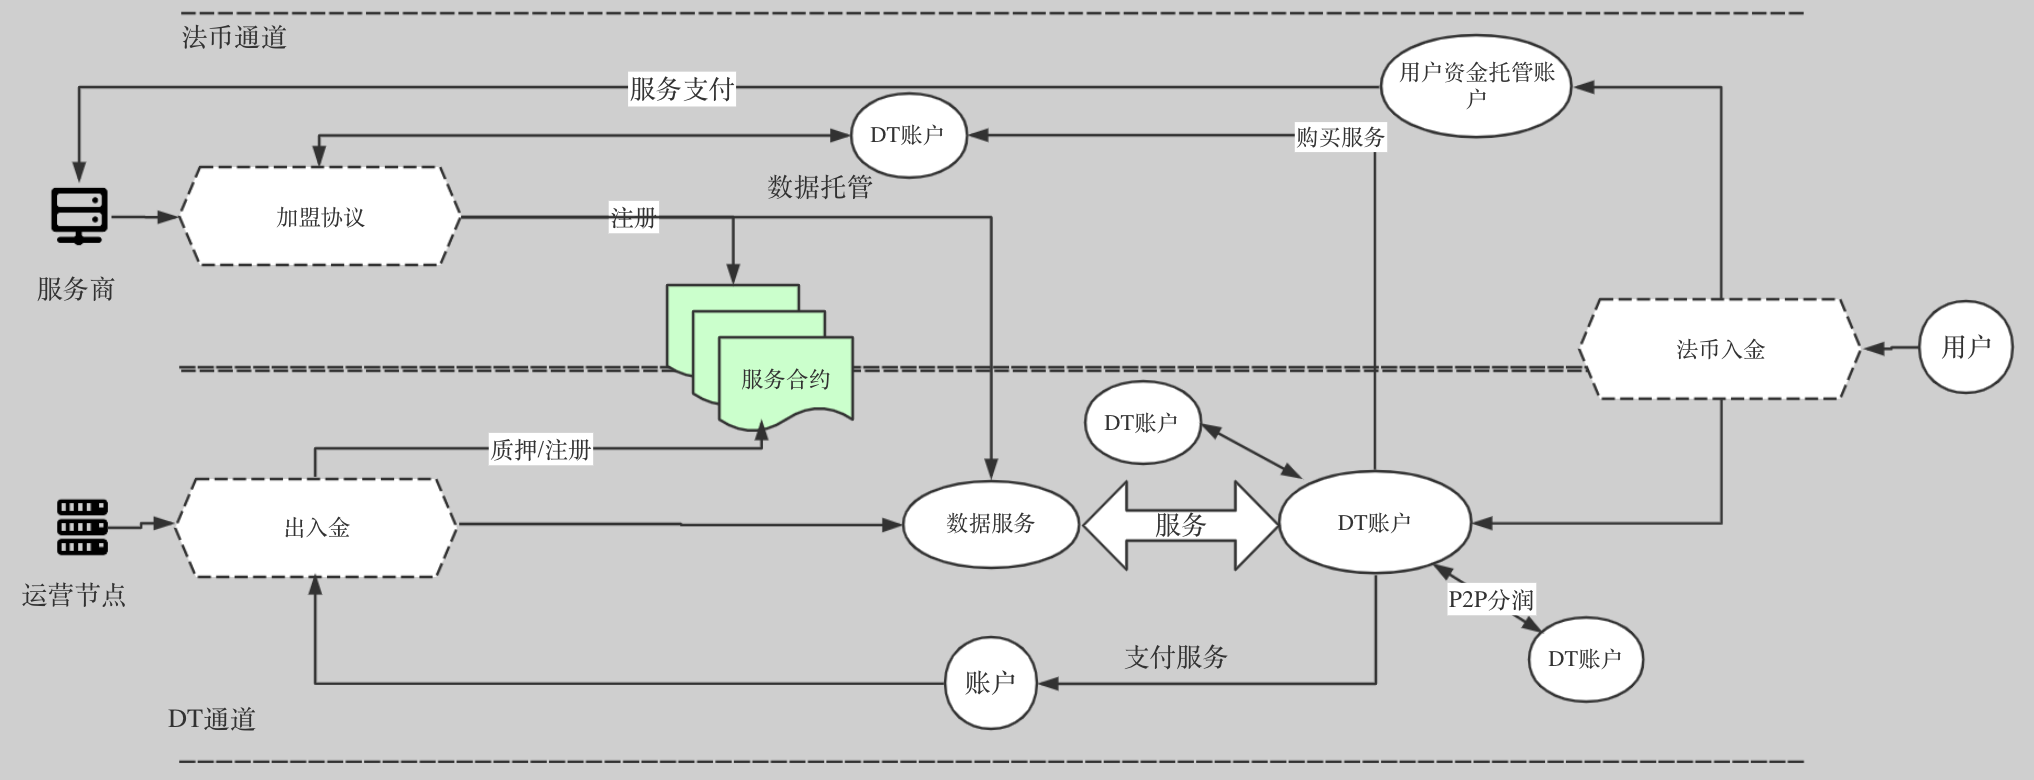 法币通道
用户资金托管账
户
服务支付
DT账户
购买服务
数据托管
加盟协议
注册
服务商
法币入金
用户
服务合约
DT账户
质押/注册
出入金
数据服务
服务
DT账户
运营节点
P2P分润
支付服务
DT账户
账户
DT通道